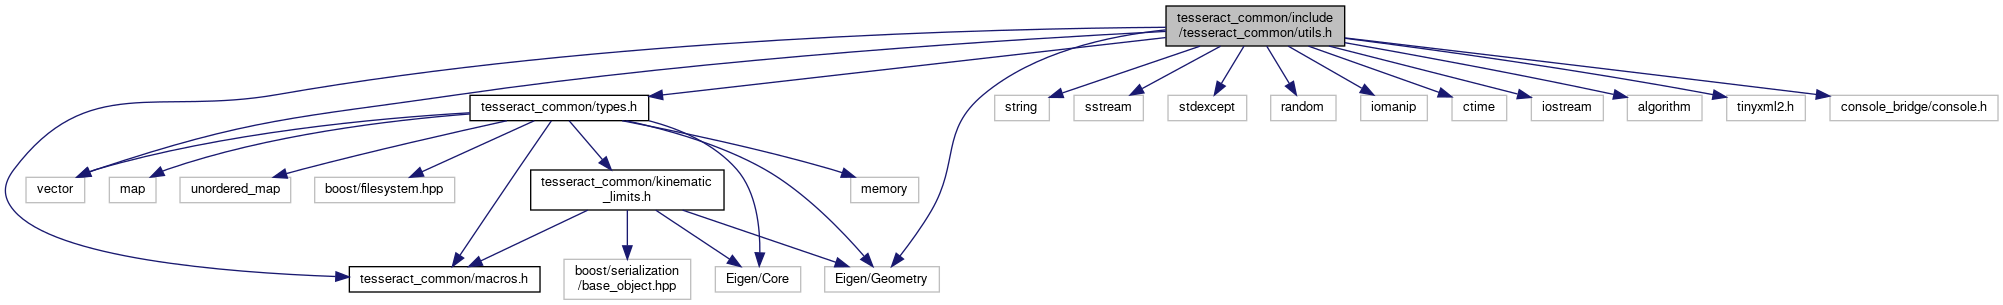 tesseract_common/include
/tesseract_common/utils.h
tesseract_common/types.h
string
sstream
stdexcept
random
iomanip
ctime
iostream
algorithm
tinyxml2.h
console_bridge/console.h
vector
map
unordered_map
boost/filesystem.hpp
tesseract_common/kinematic
_limits.h
memory
tesseract_common/macros.h
boost/serialization
/base_object.hpp
Eigen/Core
Eigen/Geometry